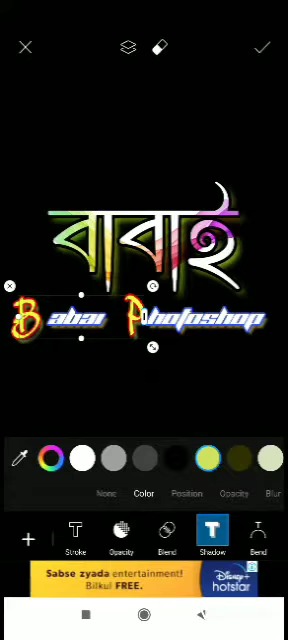 বাবাই
Babai Photoshop
None Color Position Opacity Blur
Stroke Opacity Blend Shadow Bend
Sabse zyada entertainment!
Bilkul FREE.
Disney+
hotstar